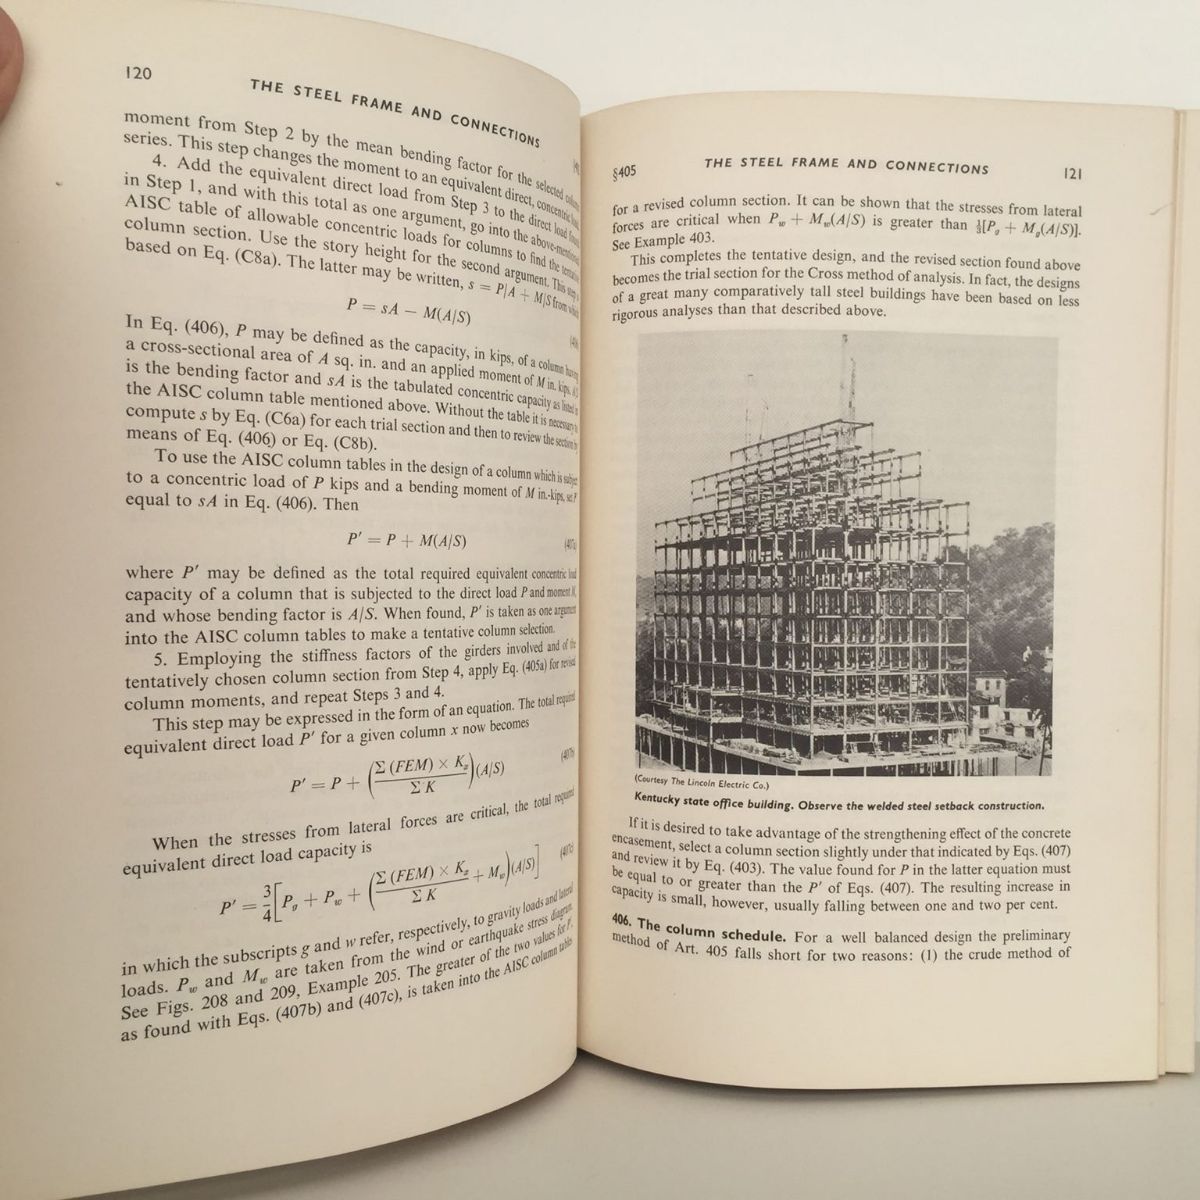 120
THE STEEL FRAME AND CONNECTIONS
moment from Step 2 by the mean bending factor for the selected column
series. This step changes the moment to an equivalent direct, concentric load.
4. Add the equivalent direct load from Step 3 to the direct load found
in Step 1, and with this total as one argument, go into the above-mentioned
AISC table of allowable concentric loads for columns to find the tentative
column section. Use the story height for the second argument. This step is
based on Eq. (C8a). The latter may be written, s = P/A + M/S from which
P = sA − M(A/S)
In Eq. (406), P may be defined as the capacity, in kips, of a column having
a cross-sectional area of A sq. in. and an applied moment of M in. kips. A/S
is the bending factor and sA is the tabulated concentric capacity as listed in
the AISC column table mentioned above. Without the table it is necessary to
compute s by Eq. (C6a) for each trial section and then to review the section by
means of Eq. (406) or Eq. (C8b).
To use the AISC column tables in the design of a column which is subject
to a concentric load of P kips and a bending moment of M in.-kips, set P
equal to sA in Eq. (406). Then
P′ = P + M(A/S) (407a)
where P′ may be defined as the total required equivalent concentric load
capacity of a column that is subjected to the direct load P and moment M,
and whose bending factor is A/S. When found, P′ is taken as one argument
into the AISC column tables to make a tentative column selection.
5. Employing the stiffness factors of the girders involved and of the
tentatively chosen column section from Step 4, apply Eq. (405a) for revised
column moments, and repeat Steps 3 and 4.
This step may be expressed in the form of an equation. The total required
equivalent direct load P′ for a given column x now becomes
P′ = P + (Σ (FEM) × Kx / Σ K)(A/S) (407b)
When the stresses from lateral forces are critical, the total required
equivalent direct load capacity is
P′ = 3/4[Pg + Pw + (Σ (FEM) × Kx / Σ K + Mw)(A/S)] (407c)
in which the subscripts g and w refer, respectively, to gravity loads and lateral
loads. Pw and Mw are taken from the wind or earthquake stress diagram.
See Figs. 208 and 209, Example 205. The greater of the two values for P′,
as found with Eqs. (407b) and (407c), is taken into the AISC column tables
§405
THE STEEL FRAME AND CONNECTIONS
121
for a revised column section. It can be shown that the stresses from lateral
forces are critical when Pw + Mw(A/S) is greater than ⅓[Pg + Mg(A/S)].
See Example 403.
This completes the tentative design, and the revised section found above
becomes the trial section for the Cross method of analysis. In fact, the designs
of a great many comparatively tall steel buildings have been based on less
rigorous analyses than that described above.
(Courtesy The Lincoln Electric Co.)
Kentucky state office building. Observe the welded steel setback construction.
If it is desired to take advantage of the strengthening effect of the concrete
encasement, select a column section slightly under that indicated by Eqs. (407)
and review it by Eq. (403). The value found for P in the latter equation must
be equal to or greater than the P′ of Eqs. (407). The resulting increase in
capacity is small, however, usually falling between one and two per cent.
406. The column schedule. For a well balanced design the preliminary
method of Art. 405 falls short for two reasons: (1) the crude method of